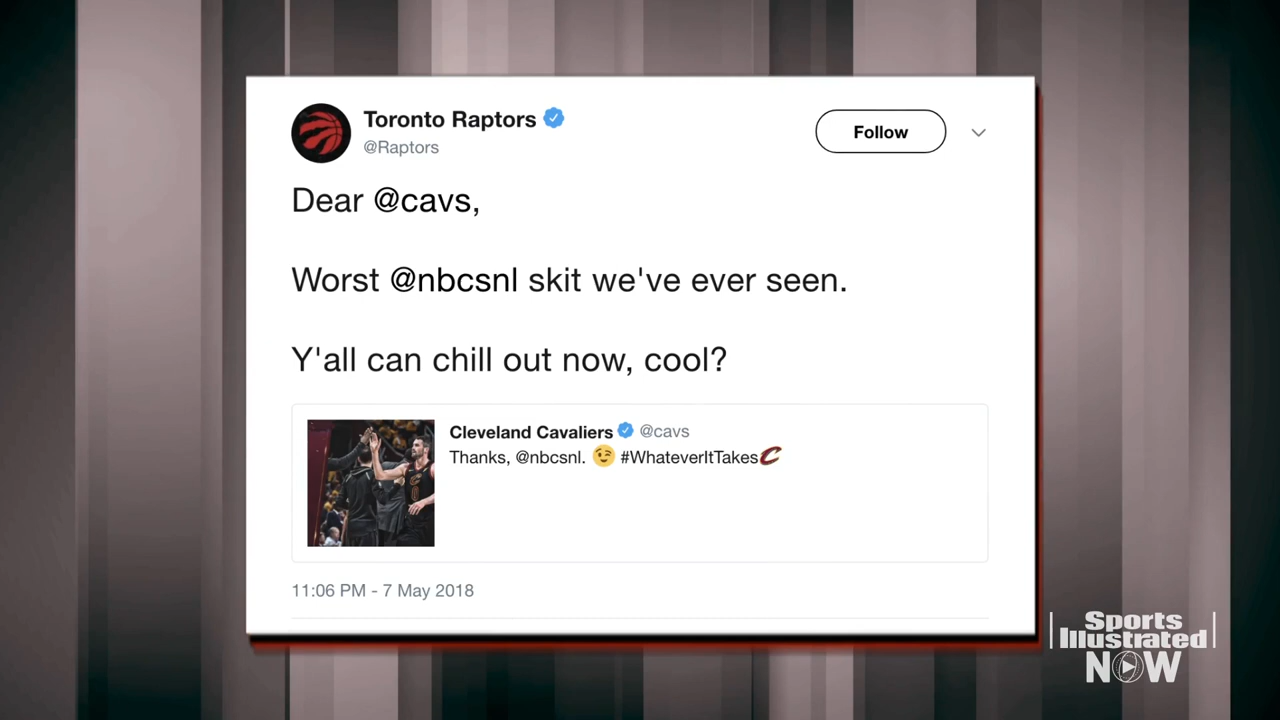 Toronto Raptors
@Raptors
Follow
Dear @cavs,
Worst @nbcsnl skit we've ever seen.
Y'all can chill out now, cool?
Cleveland Cavaliers @cavs
Thanks, @nbcsnl. 😉 #WhateverItTakes
11:06 PM - 7 May 2018
Sports
Illustrated
NOW